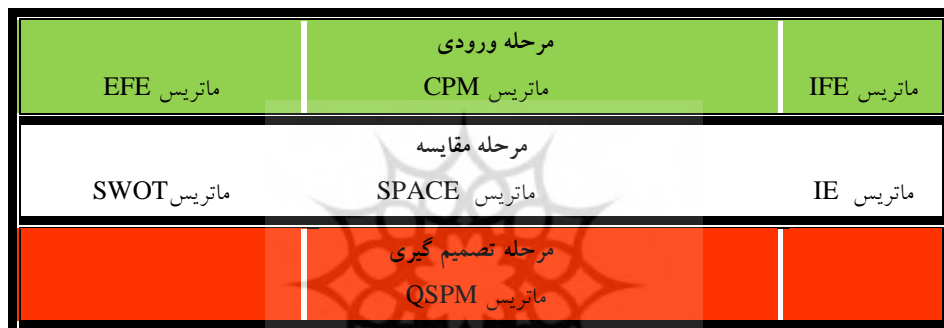 مرحله ورودی
ماتریس IFE ماتریس CPM ماتریس EFE
مرحله مقایسه
ماتریس IE ماتریس SPACE ماتریسSWOT
مرحله تصمیم گیری
ماتریس QSPM